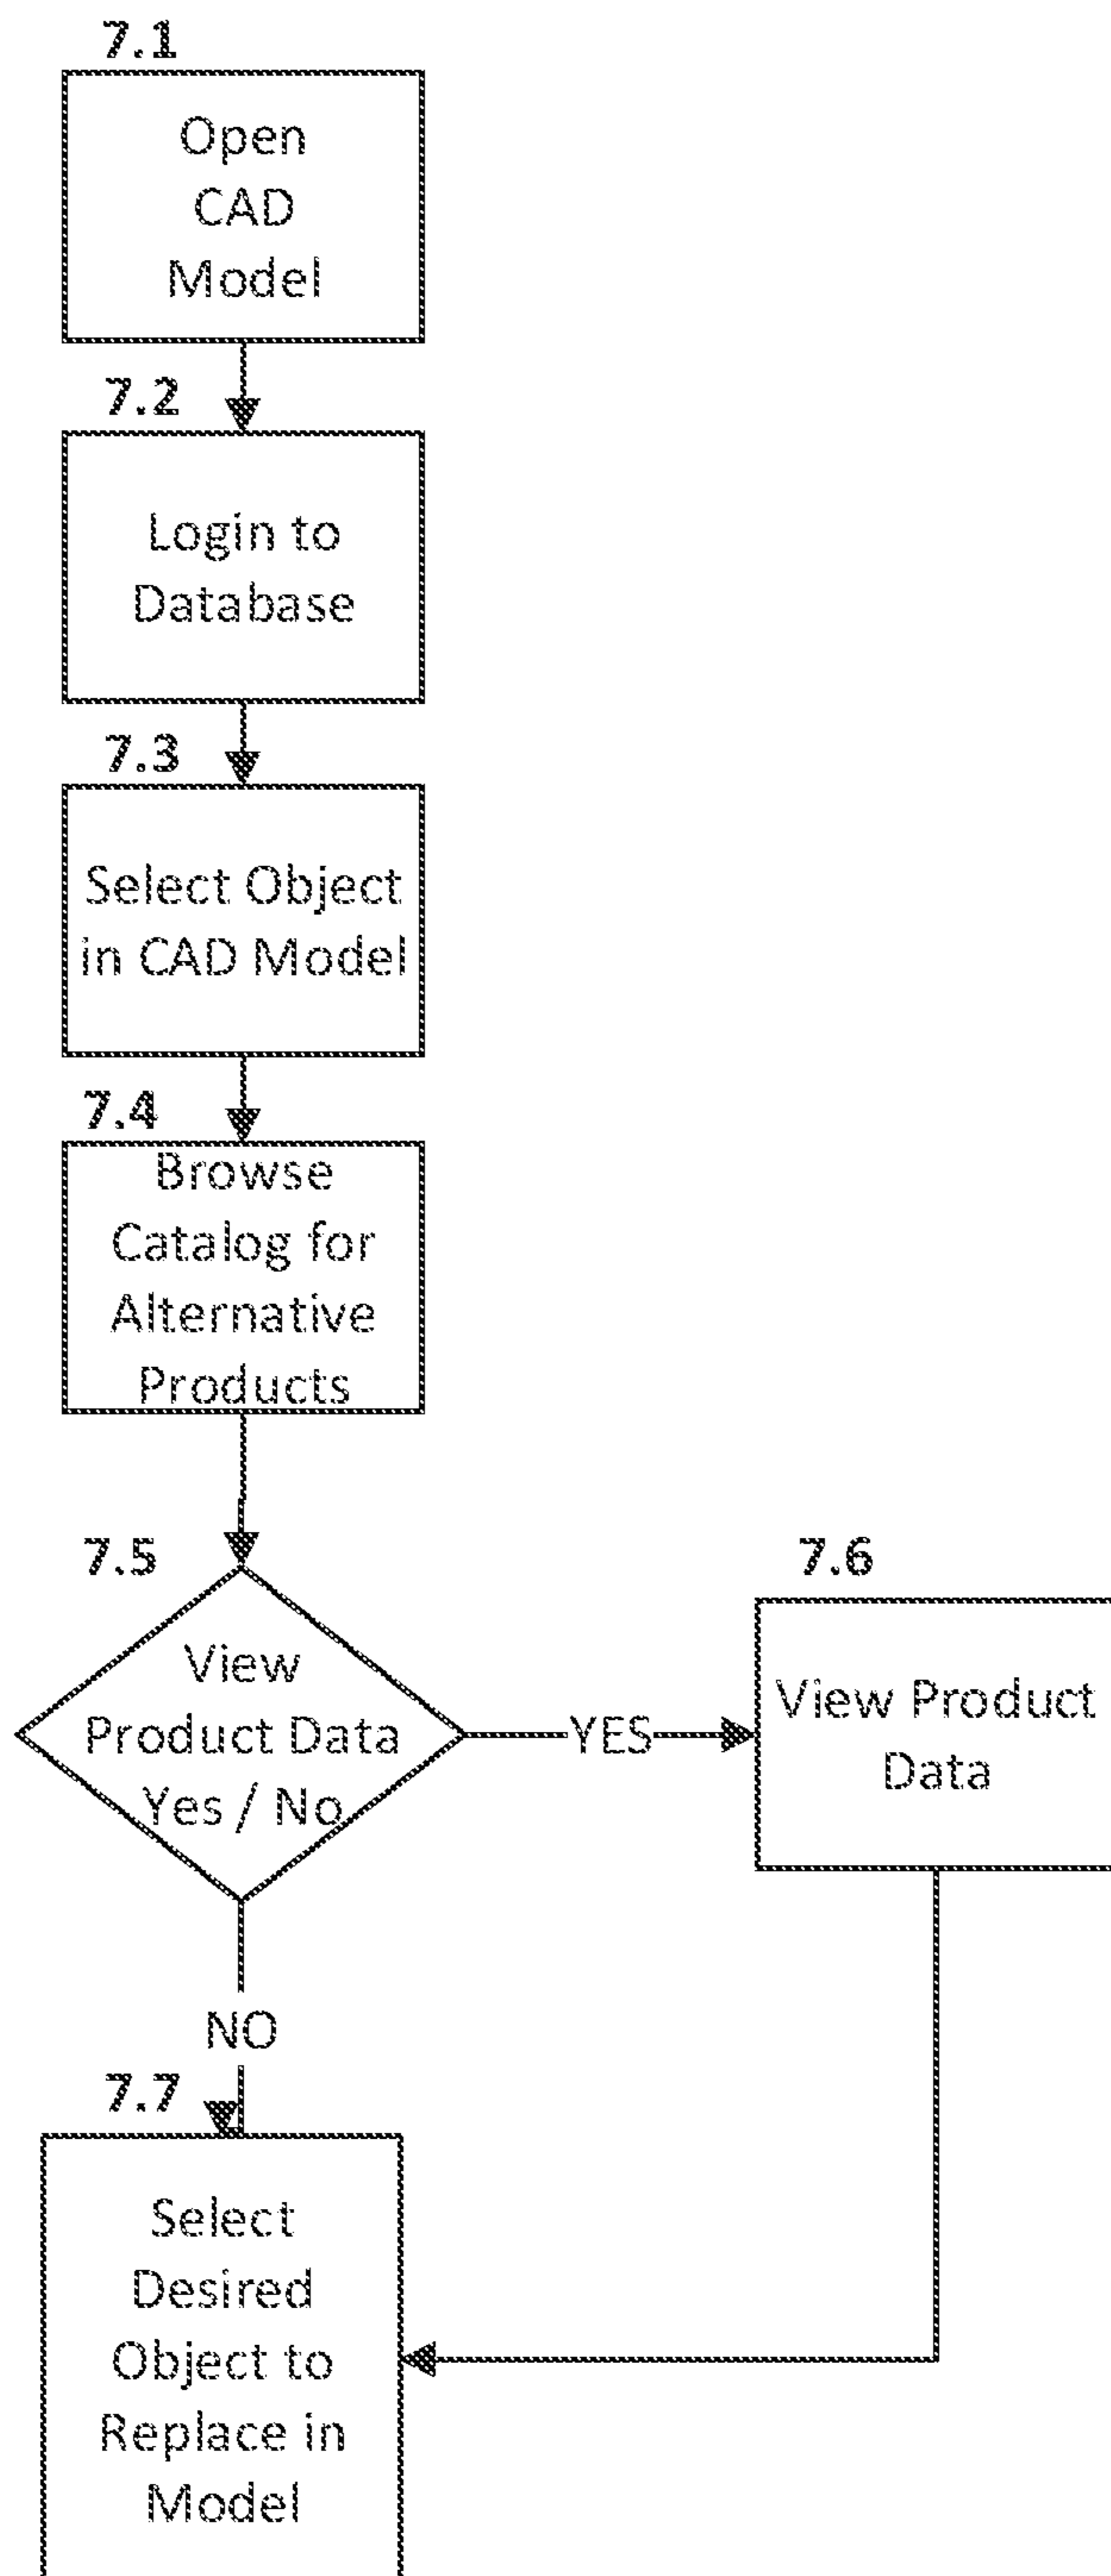 7.1
Open
CAD
Model
7.2
Login to
Database
7.3
Select Object
in CAD Model
7.4
Browse
Catalog for
Alternative
Products
7.5
View
Product Data
Yes / No
YES
7.6
View Product
Data
NO
7.7
Select
Desired
Object to
Replace in
Model